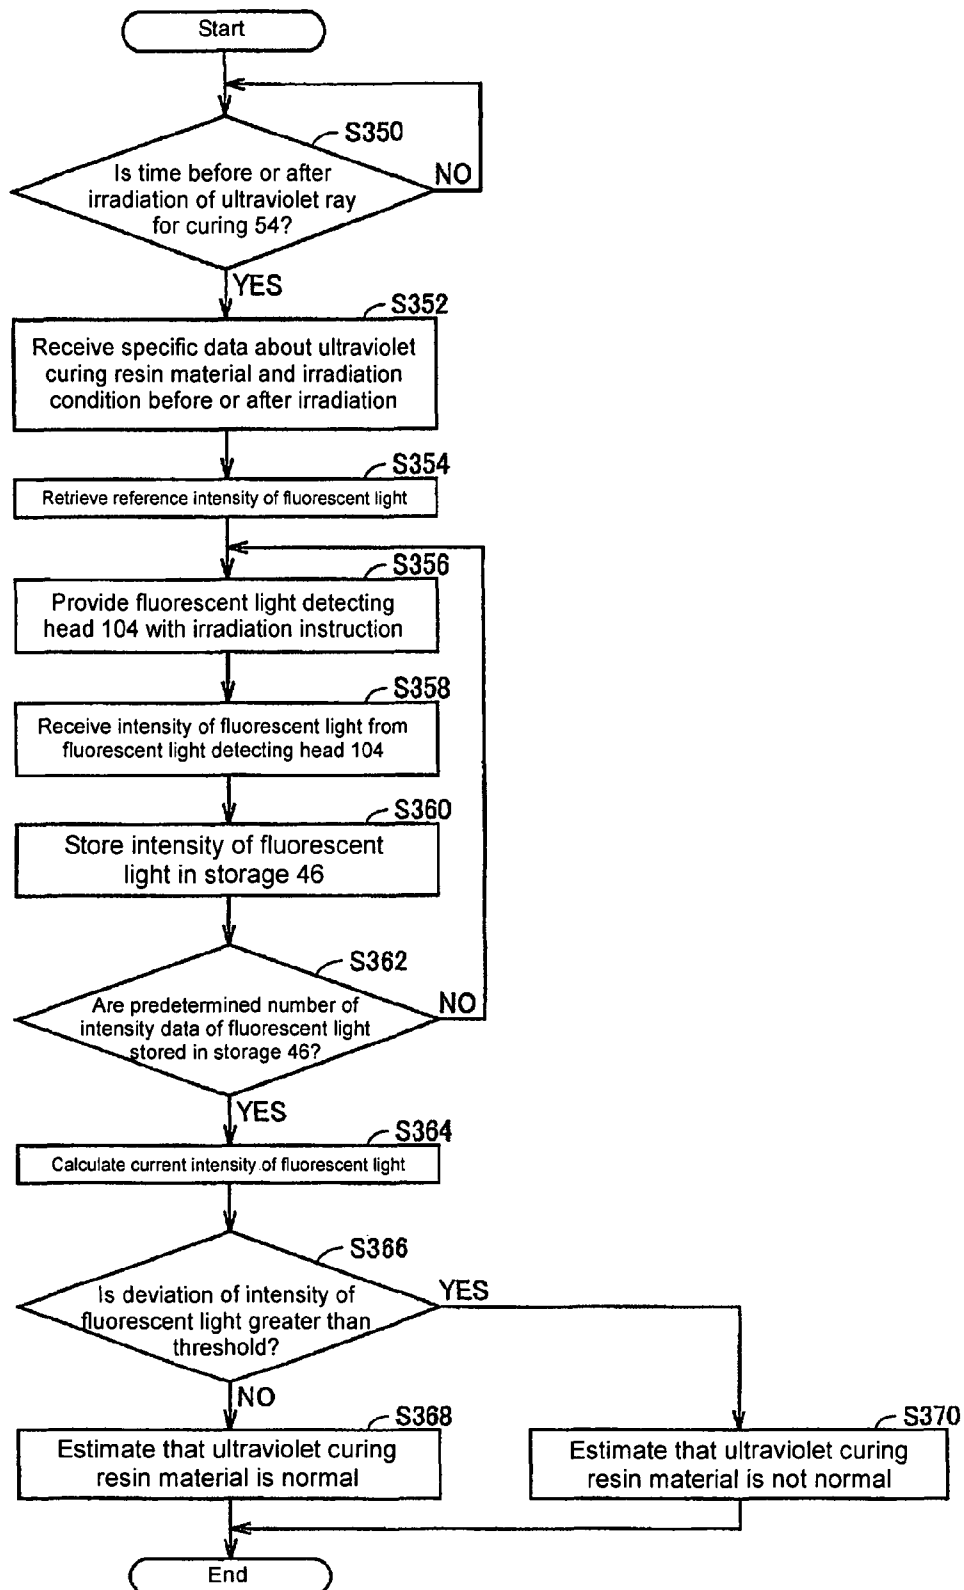 Start
S350
Is time before or after
irradiation of ultraviolet ray
for curing 54?
NO
YES
S352
Receive specific data about ultraviolet
curing resin material and irradiation
condition before or after irradiation
S354
Retrieve reference intensity of fluorescent light
S356
Provide fluorescent light detecting
head 104 with irradiation instruction
S358
Receive intensity of fluorescent light from
fluorescent light detecting head 104
S360
Store intensity of fluorescent
light in storage 46
S362
Are predetermined number of
intensity data of fluorescent light
stored in storage 46?
NO
YES
S364
Calculate current intensity of fluorescent light
S366
Is deviation of intensity of
fluorescent light greater than
threshold?
YES
NO
S368
Estimate that ultraviolet curing
resin material is normal
S370
Estimate that ultraviolet curing
resin material is not normal
End